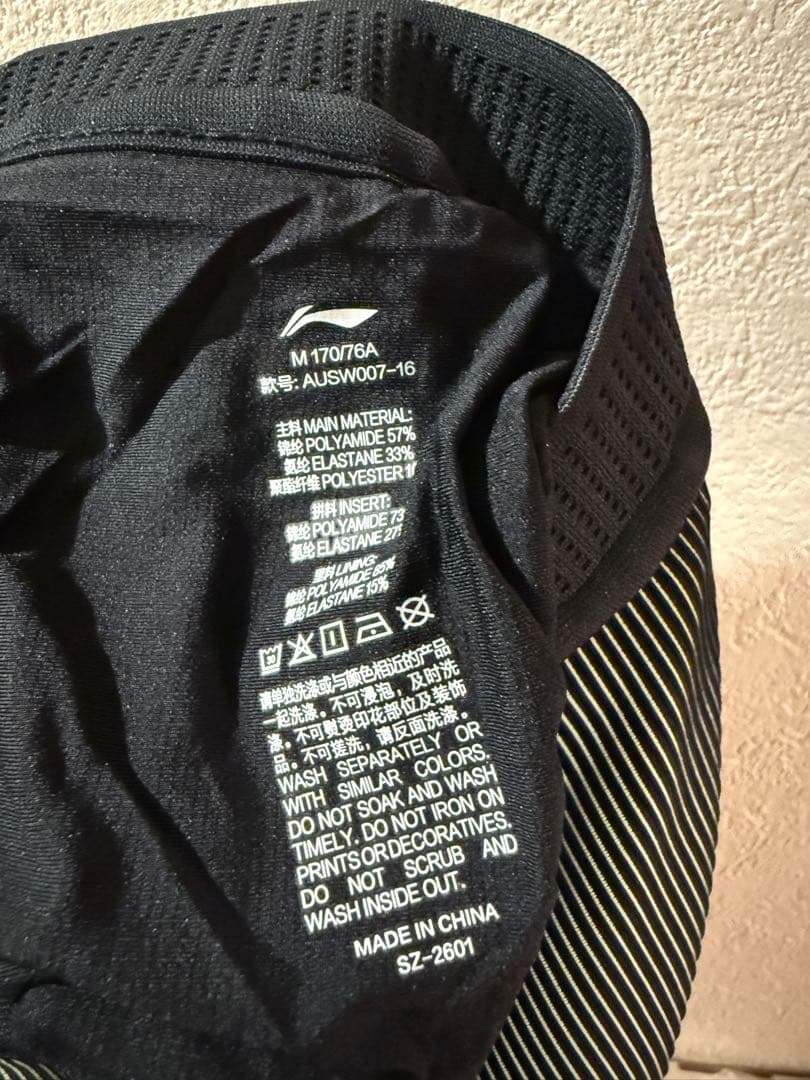 M 170/76A
款号: AUSW007-16
主料 MAIN MATERIAL:
锦纶 POLYAMIDE 57%
氨纶 ELASTANE 33%
聚酯纤维 POLYESTER
拼料 INSERT:
锦纶 POLYAMIDE 73
氨纶 ELASTANE 27
里料 LINING:
锦纶 POLYAMIDE 85%
氨纶 ELASTANE 15%
30
请单独洗涤或与颜色相近的产品
一起洗涤。不可浸泡，及时洗
涤。不可熨烫印花部位及装饰
品。不可搓洗，请反面洗涤。
WASH SEPARATELY OR
WITH SIMILAR COLORS.
DO NOT SOAK AND WASH
TIMELY. DO NOT IRON ON
PRINTS OR DECORATIVES.
DO NOT SCRUB AND
WASH INSIDE OUT.
MADE IN CHINA
SZ-2601